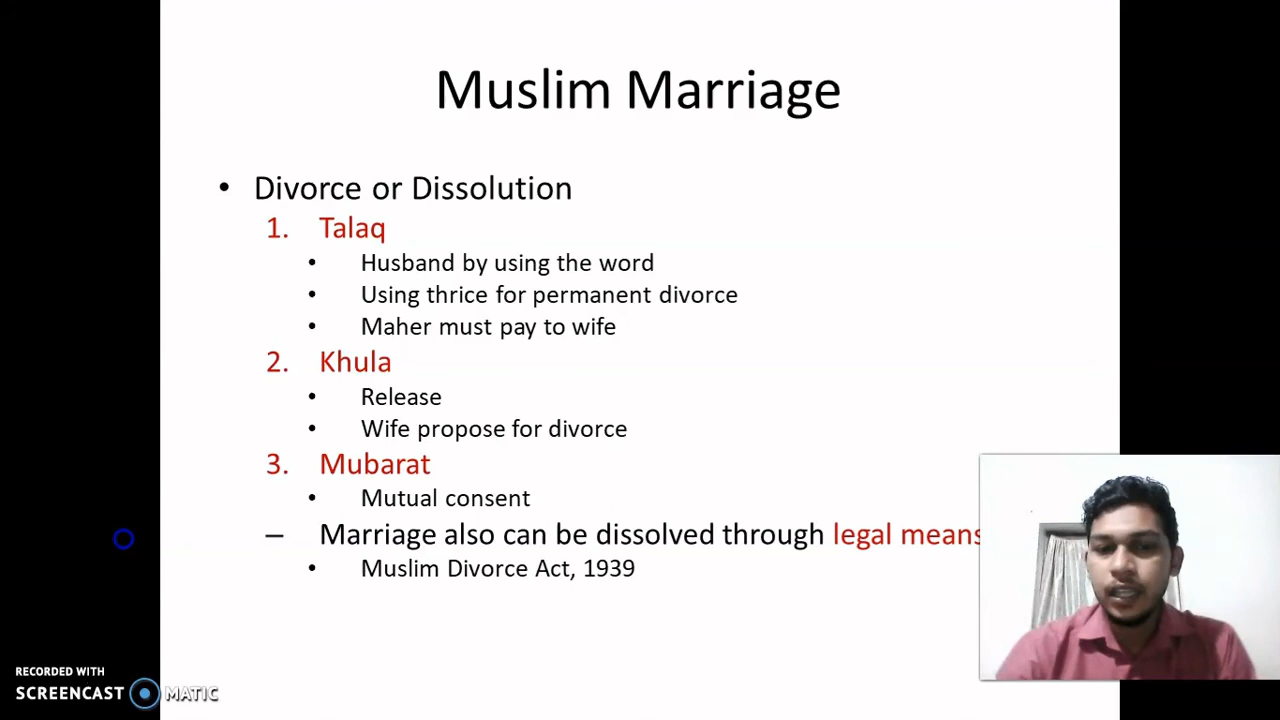 Muslim Marriage
• Divorce or Dissolution
1. Talaq
• Husband by using the word
• Using thrice for permanent divorce
• Maher must pay to wife
2. Khula
• Release
• Wife propose for divorce
3. Mubarat
• Mutual consent
– Marriage also can be dissolved through legal means
• Muslim Divorce Act, 1939
RECORDED WITH
SCREENCAST MATIC